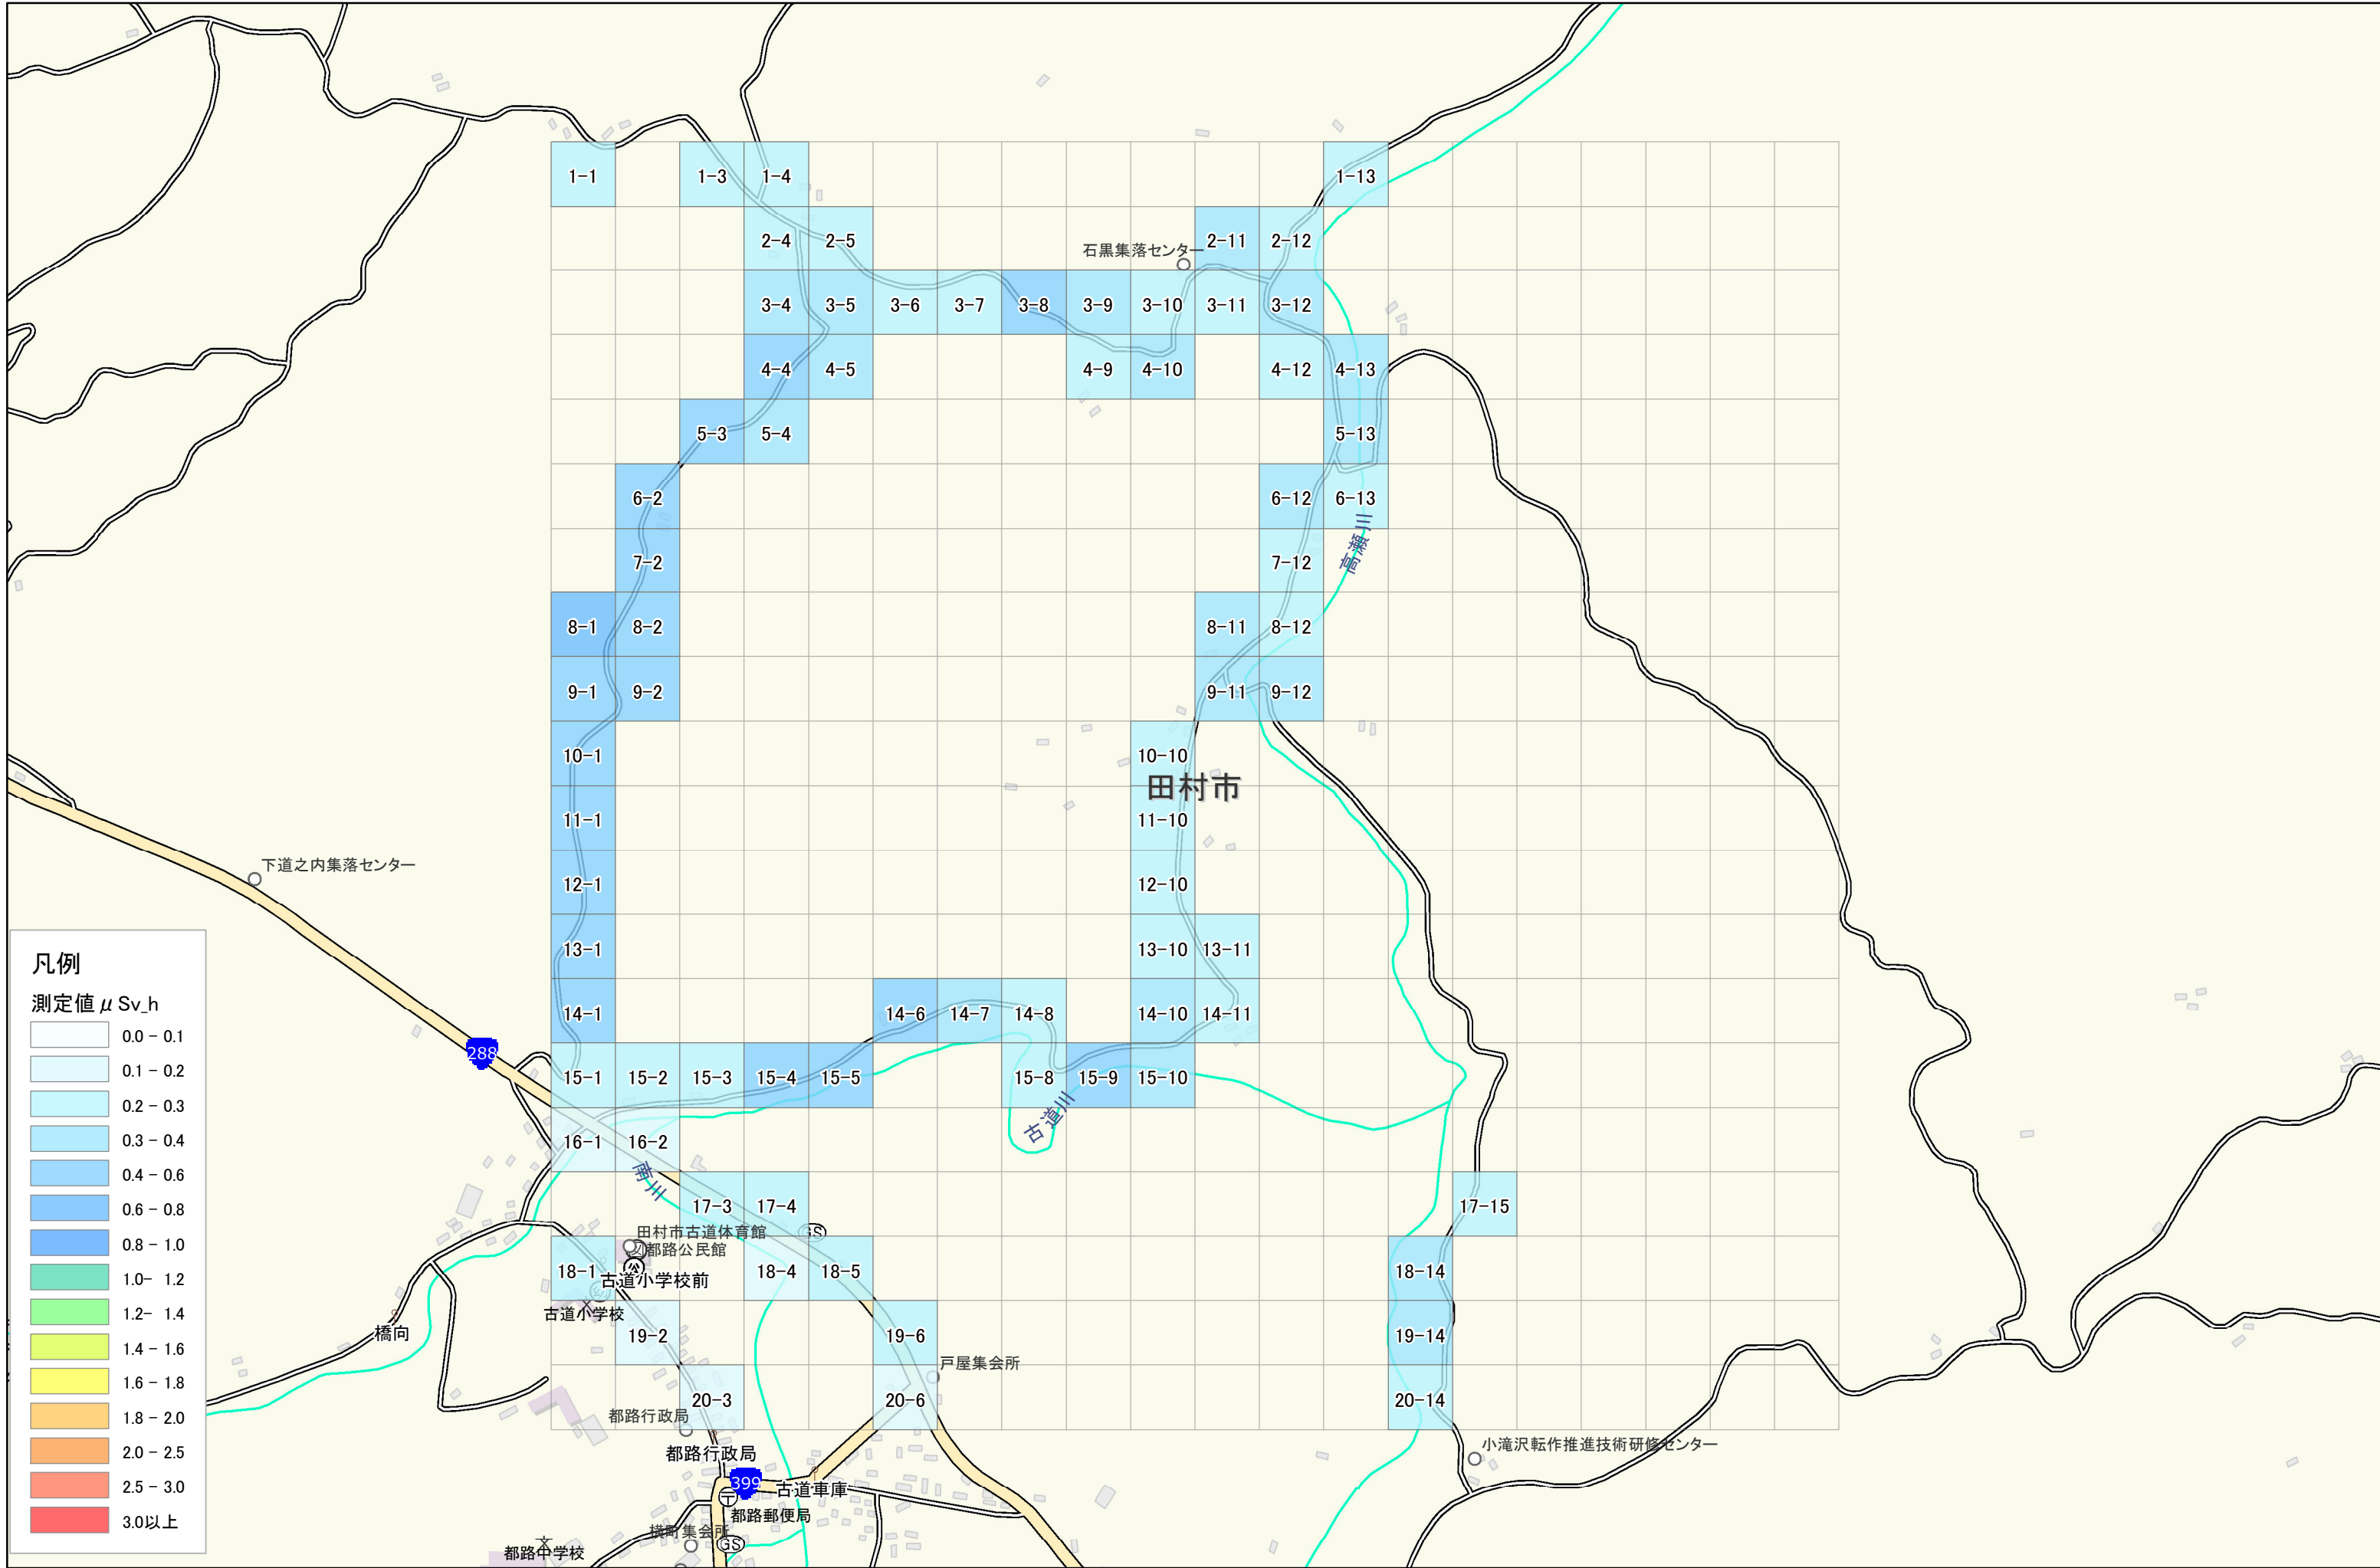 1-1 1-3 1-4 1-13
2-4 2-5 石黒集落センター 2-11 2-12
3-4 3-5 3-6 3-7 3-8 3-9 3-10 3-11 3-12
4-4 4-5 4-9 4-10 4-12 4-13
5-3 5-4 5-13
6-2 6-12 6-13
高瀬川
7-2 7-12
8-1 8-2 8-11 8-12
9-1 9-2 9-11 9-12
10-1 10-10
田村市
11-1 11-10
下道之内集落センター
12-1 12-10
13-1 13-10 13-11
14-1 14-6 14-7 14-8 14-10 14-11
288
15-1 15-2 15-3 15-4 15-5 15-8 15-9 15-10
古道川
16-1 16-2
南川
17-3 17-4 17-15
田村市古道体育館 GS
都路公民館
18-1 18-4 18-5 18-14
古道小学校前
古道小学校
橋向
19-2 19-6 19-14
戸屋集会所
20-3 20-6 20-14
都路行政局
都路行政局
小滝沢転作推進技術研修センター
399
古道車庫
都路郵便局
横町集会所 GS
都路中学校
凡例
測定値 μ Sv_h
0.0 - 0.1
0.1 - 0.2
0.2 - 0.3
0.3 - 0.4
0.4 - 0.6
0.6 - 0.8
0.8 - 1.0
1.0- 1.2
1.2- 1.4
1.4 - 1.6
1.6 - 1.8
1.8 - 2.0
2.0 - 2.5
2.5 - 3.0
3.0以上